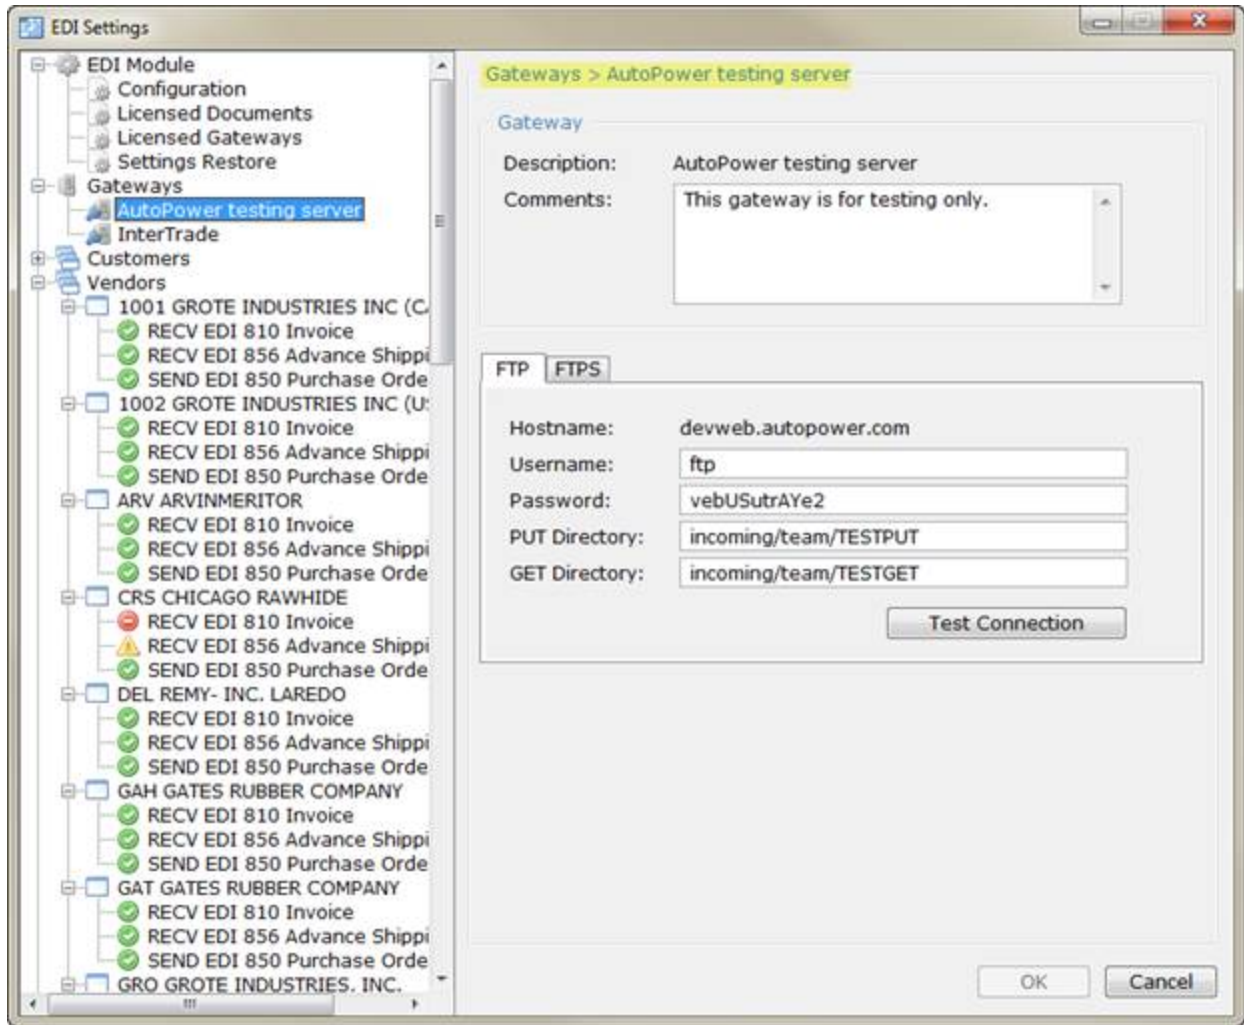 EDI Settings
EDI Module
Configuration
Licensed Documents
Licensed Gateways
Settings Restore
Gateways
AutoPower testing server
InterTrade
Customers
Vendors
1001 GROTE INDUSTRIES INC (CA
RECV EDI 810 Invoice
RECV EDI 856 Advance Shippi
SEND EDI 850 Purchase Orde
1002 GROTE INDUSTRIES INC (US
RECV EDI 810 Invoice
RECV EDI 856 Advance Shippi
SEND EDI 850 Purchase Orde
ARV ARVINMERITOR
RECV EDI 810 Invoice
RECV EDI 856 Advance Shippi
SEND EDI 850 Purchase Orde
CRS CHICAGO RAWHIDE
RECV EDI 810 Invoice
RECV EDI 856 Advance Shippi
SEND EDI 850 Purchase Orde
DEL REMY- INC. LAREDO
RECV EDI 810 Invoice
RECV EDI 856 Advance Shippi
SEND EDI 850 Purchase Orde
GAH GATES RUBBER COMPANY
RECV EDI 810 Invoice
RECV EDI 856 Advance Shippi
SEND EDI 850 Purchase Orde
GAT GATES RUBBER COMPANY
RECV EDI 810 Invoice
RECV EDI 856 Advance Shippi
SEND EDI 850 Purchase Orde
GRO GROTE INDUSTRIES. INC.
Gateways > AutoPower testing server
Gateway
Description: AutoPower testing server
Comments: This gateway is for testing only.
FTP FTPS
Hostname: devweb.autopower.com
Username: ftp
Password: vebUSutrAYe2
PUT Directory: incoming/team/TESTPUT
GET Directory: incoming/team/TESTGET
Test Connection
OK Cancel